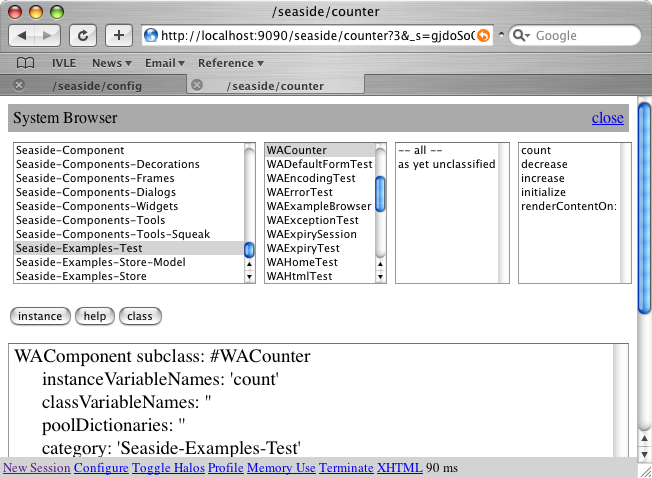 /seaside/counter
http://localhost:9090/seaside/counter?3&_s=gjdoSo
Google
IVLE News Email Reference
/seaside/config /seaside/counter
System Browser close
Seaside-Component
Seaside-Components-Decorations
Seaside-Components-Frames
Seaside-Components-Dialogs
Seaside-Components-Widgets
Seaside-Components-Tools
Seaside-Components-Tools-Squeak
Seaside-Examples-Test
Seaside-Examples-Store-Model
Seaside-Examples-Store
WACounter
WADefaultFormTest
WAEncodingTest
WAErrorTest
WAExampleBrowser
WAExceptionTest
WAExpirySession
WAExpiryTest
WAHomeTest
WAHtmlTest
-- all --
as yet unclassified
count
decrease
increase
initialize
renderContentOn:
instance help class
WAComponent subclass: #WACounter
instanceVariableNames: 'count'
classVariableNames: ''
poolDictionaries: ''
category: 'Seaside-Examples-Test'
New Session Configure Toggle Halos Profile Memory Use Terminate XHTML 90 ms